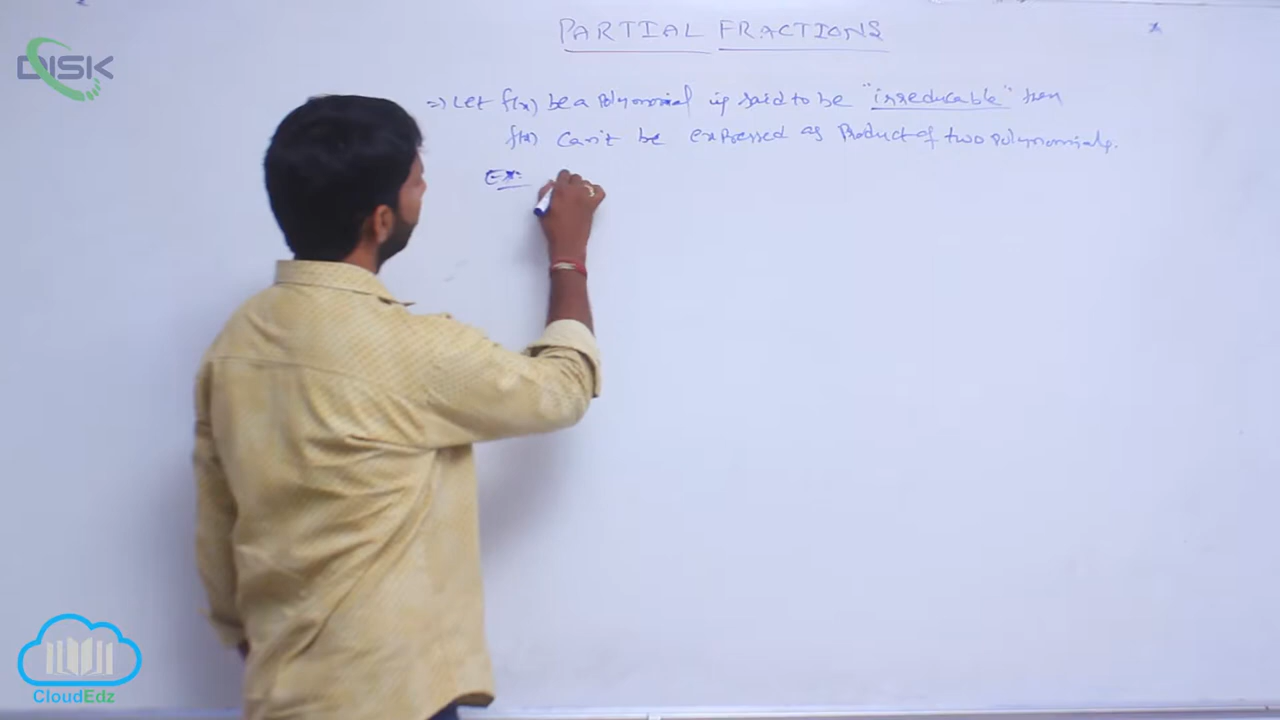 DISK
PARTIAL FRACTIONS
=> Let f(x) be a Polynomial is said to be "irreducable" then
f(x) can't be expressed as Product of two polynomials.
Ex:
CloudEdz